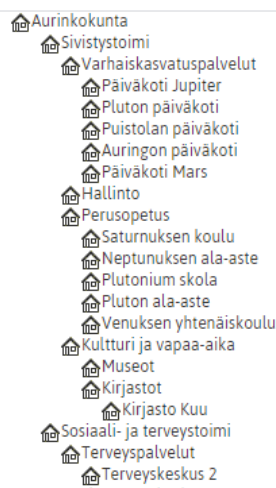 Aurinkokunta
Sivistystoimi
Varhaiskasvatuspalvelut
Päiväkoti Jupiter
Pluton päiväkoti
Puistolan päiväkoti
Auringon päiväkoti
Päiväkoti Mars
Hallinto
Perusopetus
Saturnuksen koulu
Neptunuksen ala-aste
Plutonium skola
Pluton ala-aste
Venuksen yhtenäiskoulu
Kultturi ja vapaa-aika
Museot
Kirjastot
Kirjasto Kuu
Sosiaali- ja terveystoimi
Terveyspalvelut
Terveyskeskus 2